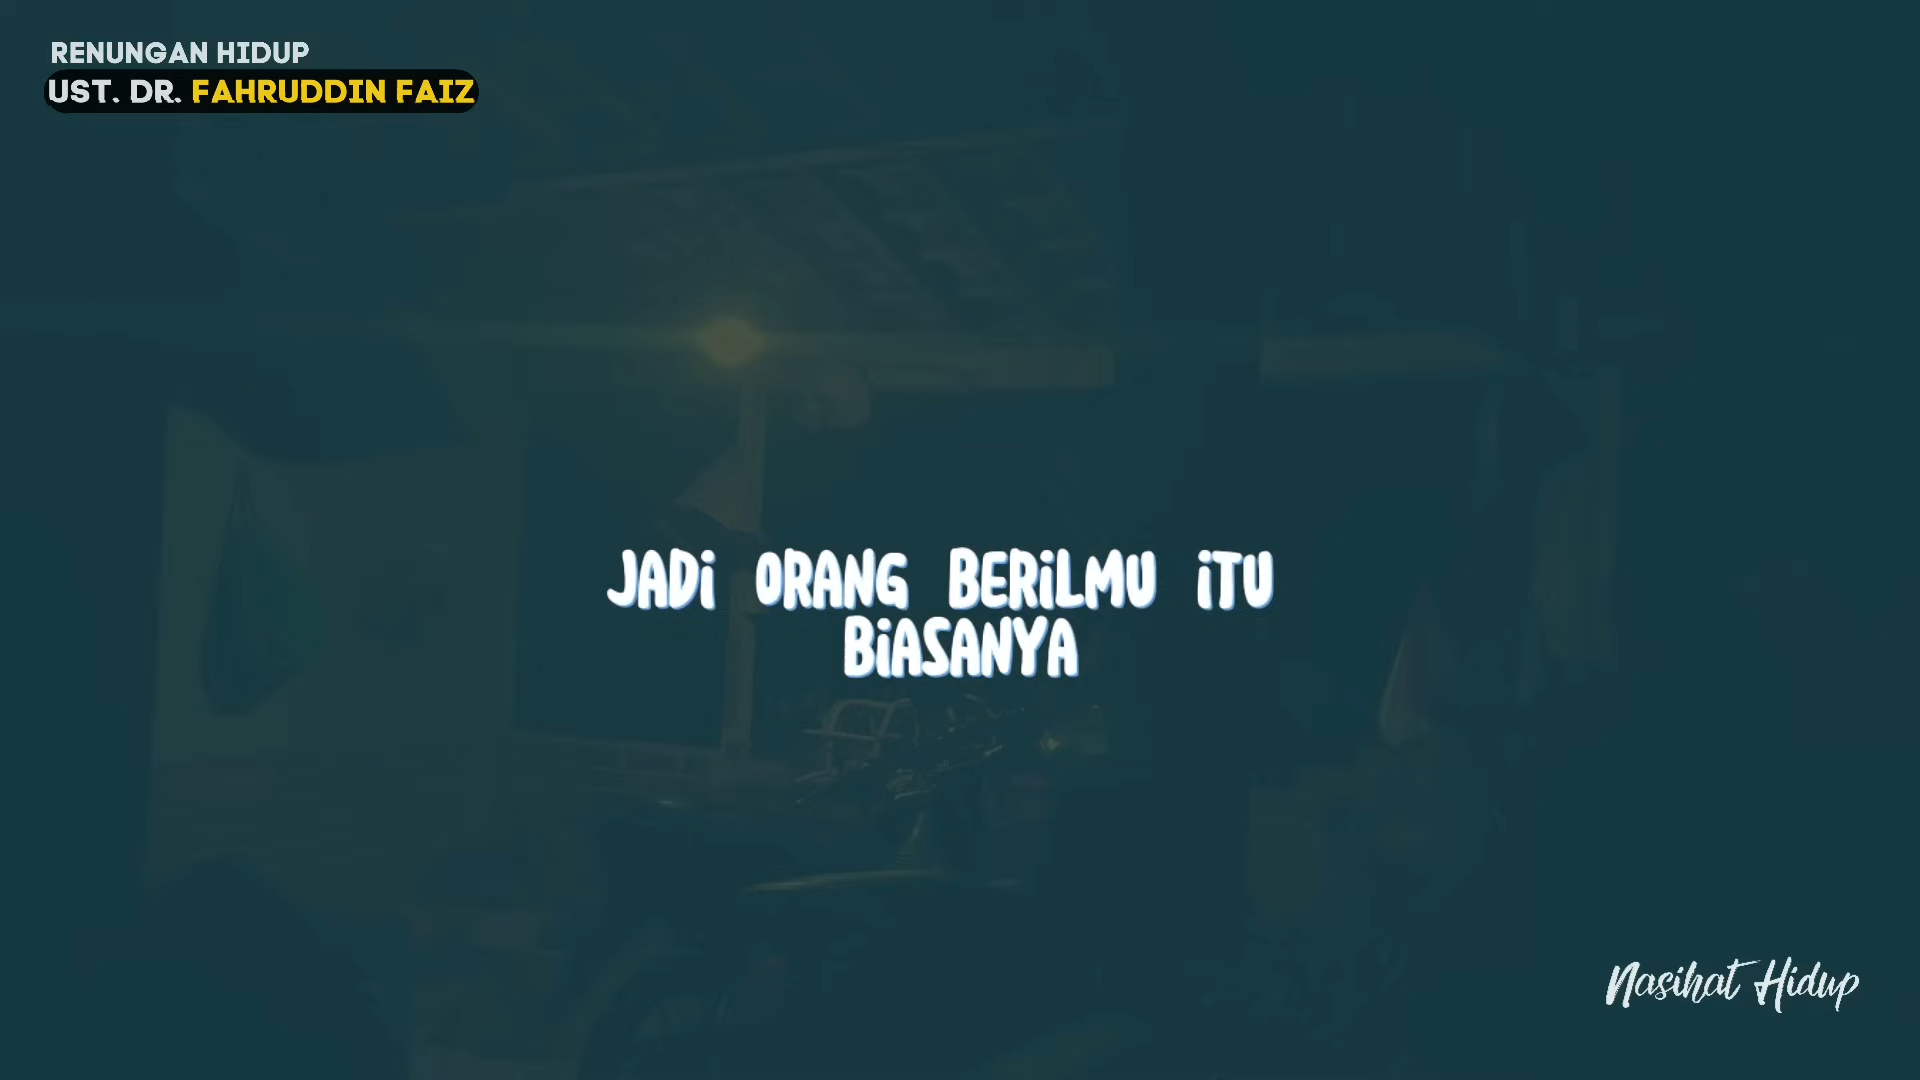 RENUNGAN HIDUP
UST. DR. FAHRUDDIN FAIZ
JADI ORANG BERILMU ITU
BIASANYA
Nasihat Hidup